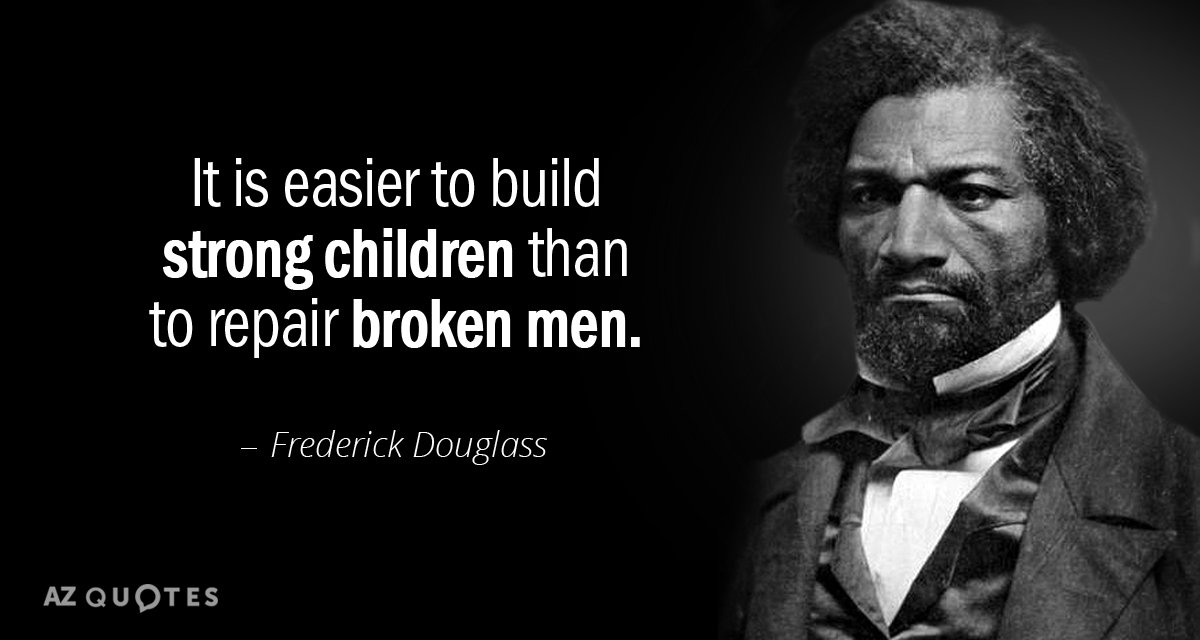 It is easier to build
strong children than
to repair broken men.
– Frederick Douglass
AZ QUOTES